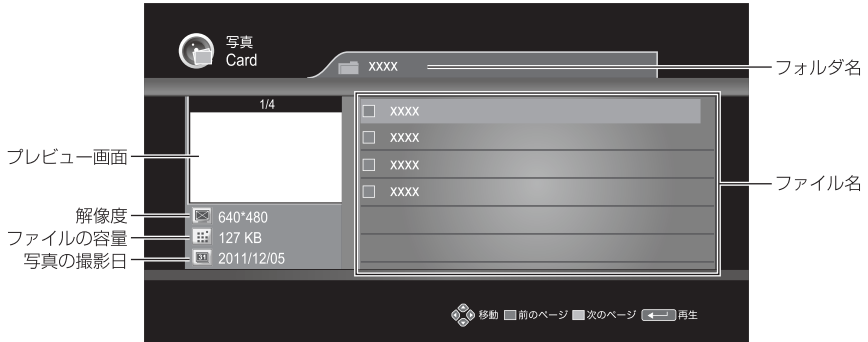 写真
Card
XXXX
フォルダ名
1/4
プレビュー画面
XXXX
XXXX
XXXX
XXXX
ファイル名
解像度
640*480
ファイルの容量
127 KB
写真の撮影日
31
2011/12/05
移動 前のページ 次のページ 再生